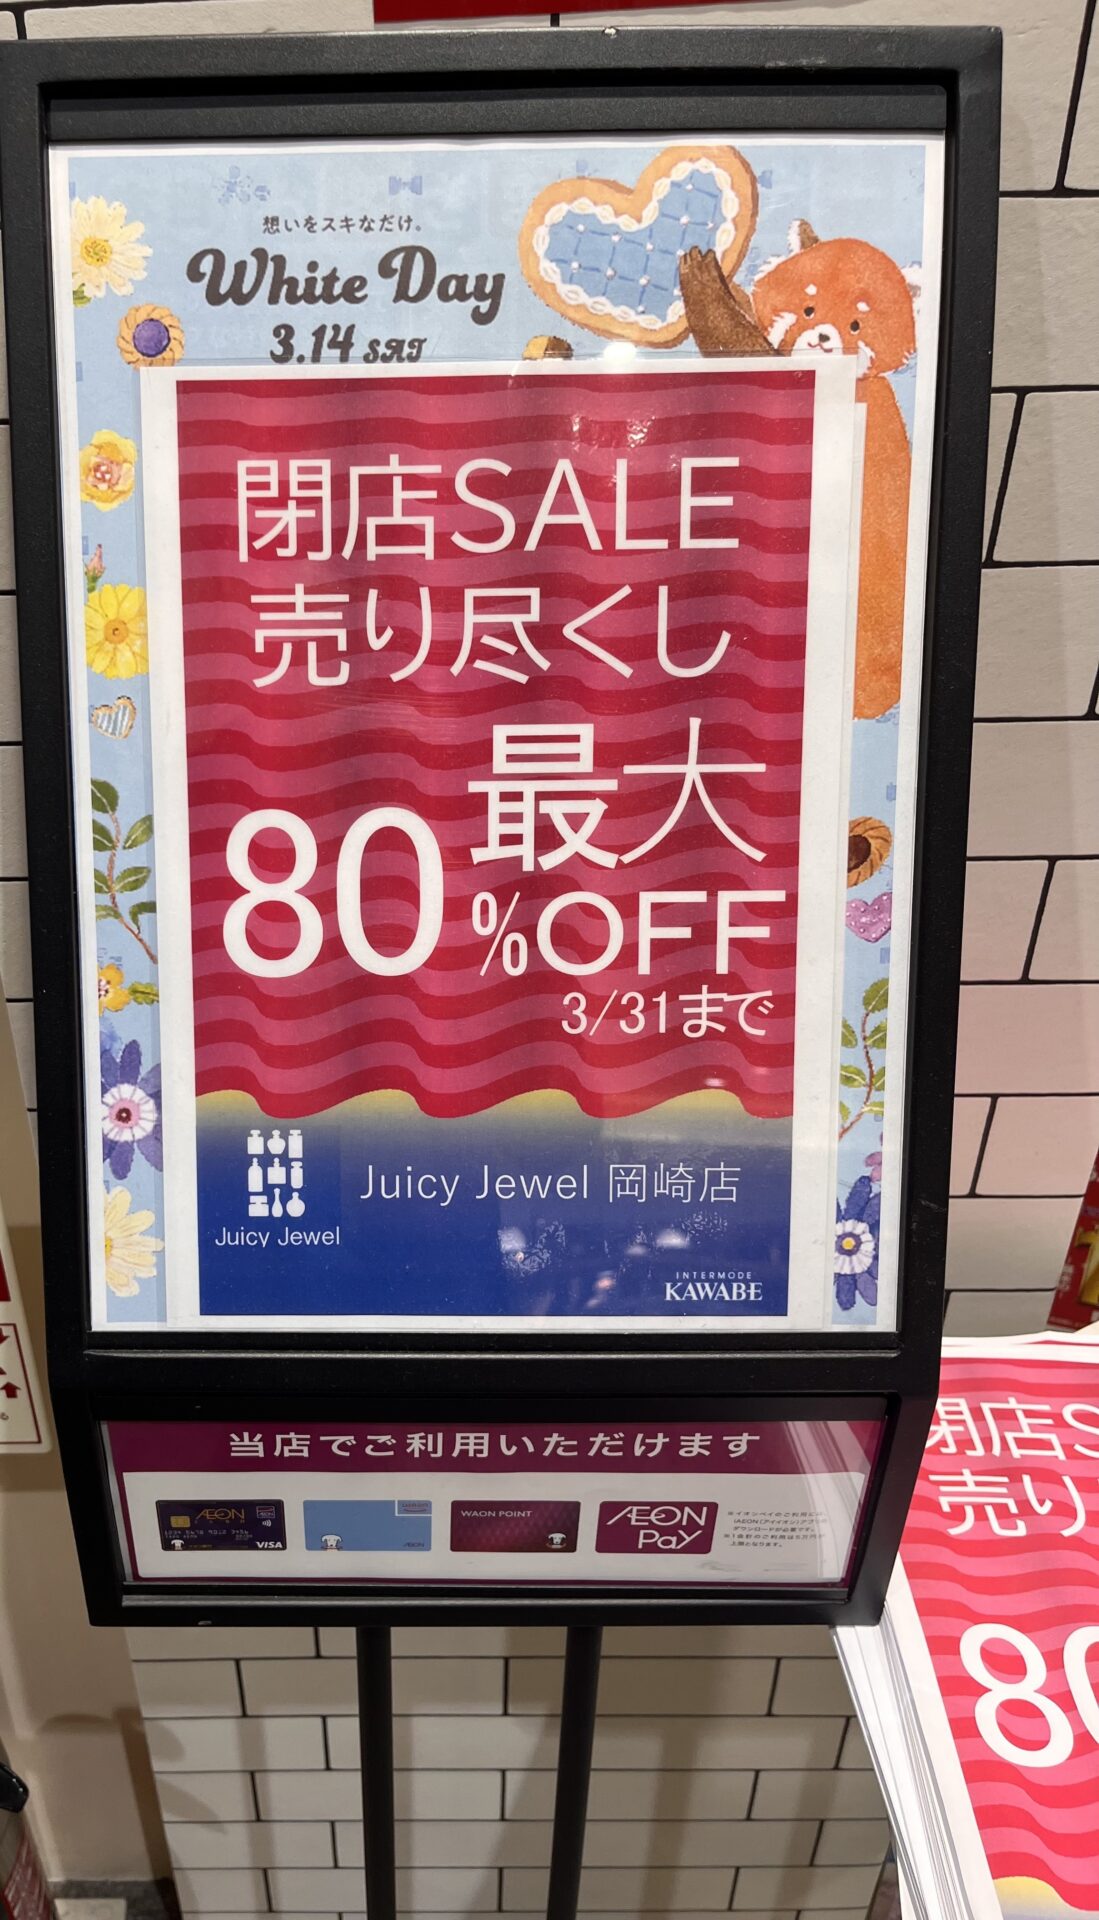 想いをスキなだけ。
White Day
3.14 SAT
閉店SALE
売り尽くし
最大
80%OFF
3/31まで
Juicy Jewel
Juicy Jewel 岡崎店
INTERMODE
KAWABE
当店でご利用いただけます
AEON
VISA
AEON
WAON POINT
AEON
Pay
閉店S
売り
80